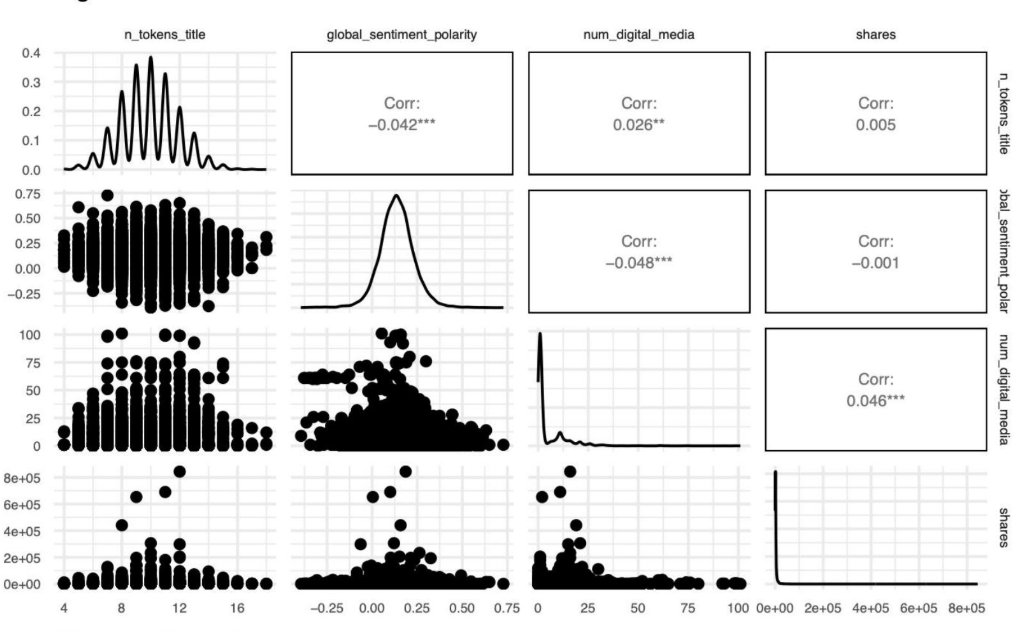 n_tokens_title global_sentiment_polarity num_digital_media shares
0.4
0.3
0.2
0.1
0.0
Corr:
−0.042***
Corr:
0.026**
Corr:
0.005
n_tokens_title
0.75
0.50
0.25
0.00
−0.25
Corr:
−0.048***
Corr:
−0.001
obal_sentiment_polar
100
75
50
25
0
Corr:
0.046***
num_digital_media
8e+05
6e+05
4e+05
2e+05
0e+00
shares
4 8 12 16 −0.25 0.00 0.25 0.50 0.75 0 25 50 75 100 0e+00 2e+05 4e+05 6e+05 8e+05